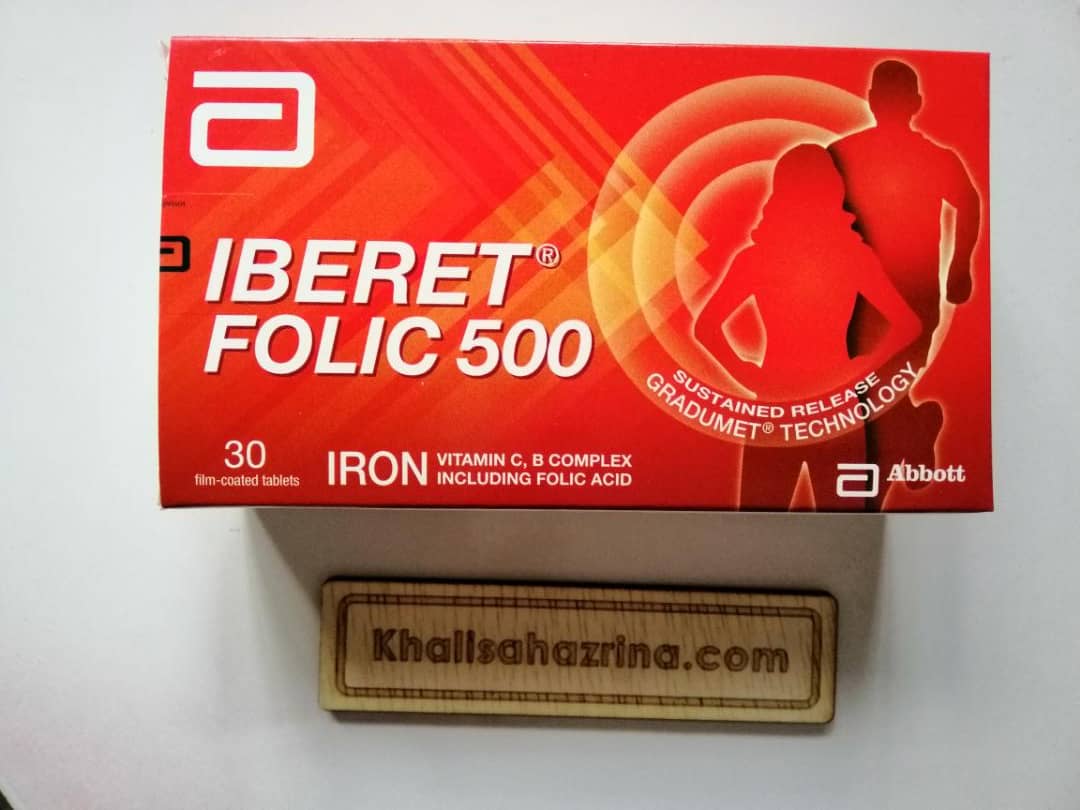 IBERET®
FOLIC 500
SUSTAINED RELEASE
GRADUMET® TECHNOLOGY
30
film-coated tablets
IRON
VITAMIN C, B COMPLEX
INCLUDING FOLIC ACID
Abbott
Khalisahazrina.com